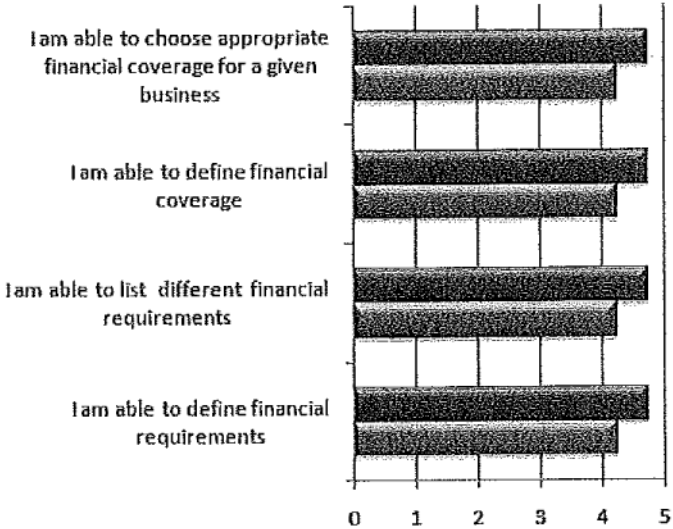 I am able to choose appropriate
financial coverage for a given
business
I am able to define financial
coverage
I am able to list different financial
requirements
I am able to define financial
requirements
0 1 2 3 4 5